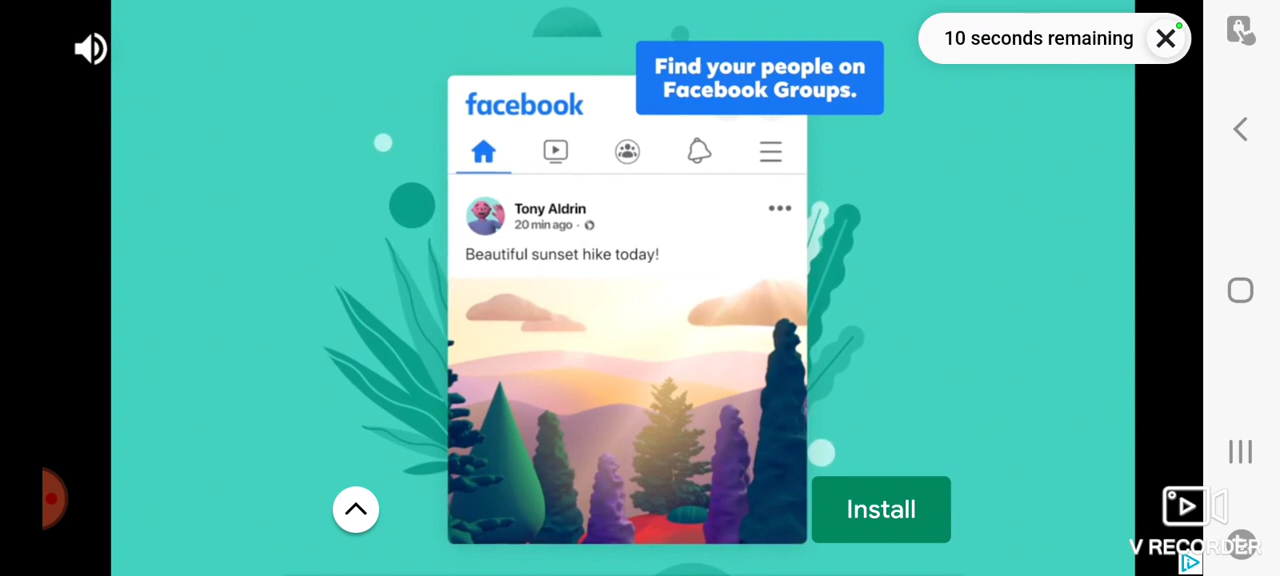 10 seconds remaining
Find your people on
Facebook Groups.
facebook
Tony Aldrin
20 min ago ·
Beautiful sunset hike today!
Install
V RECORDER